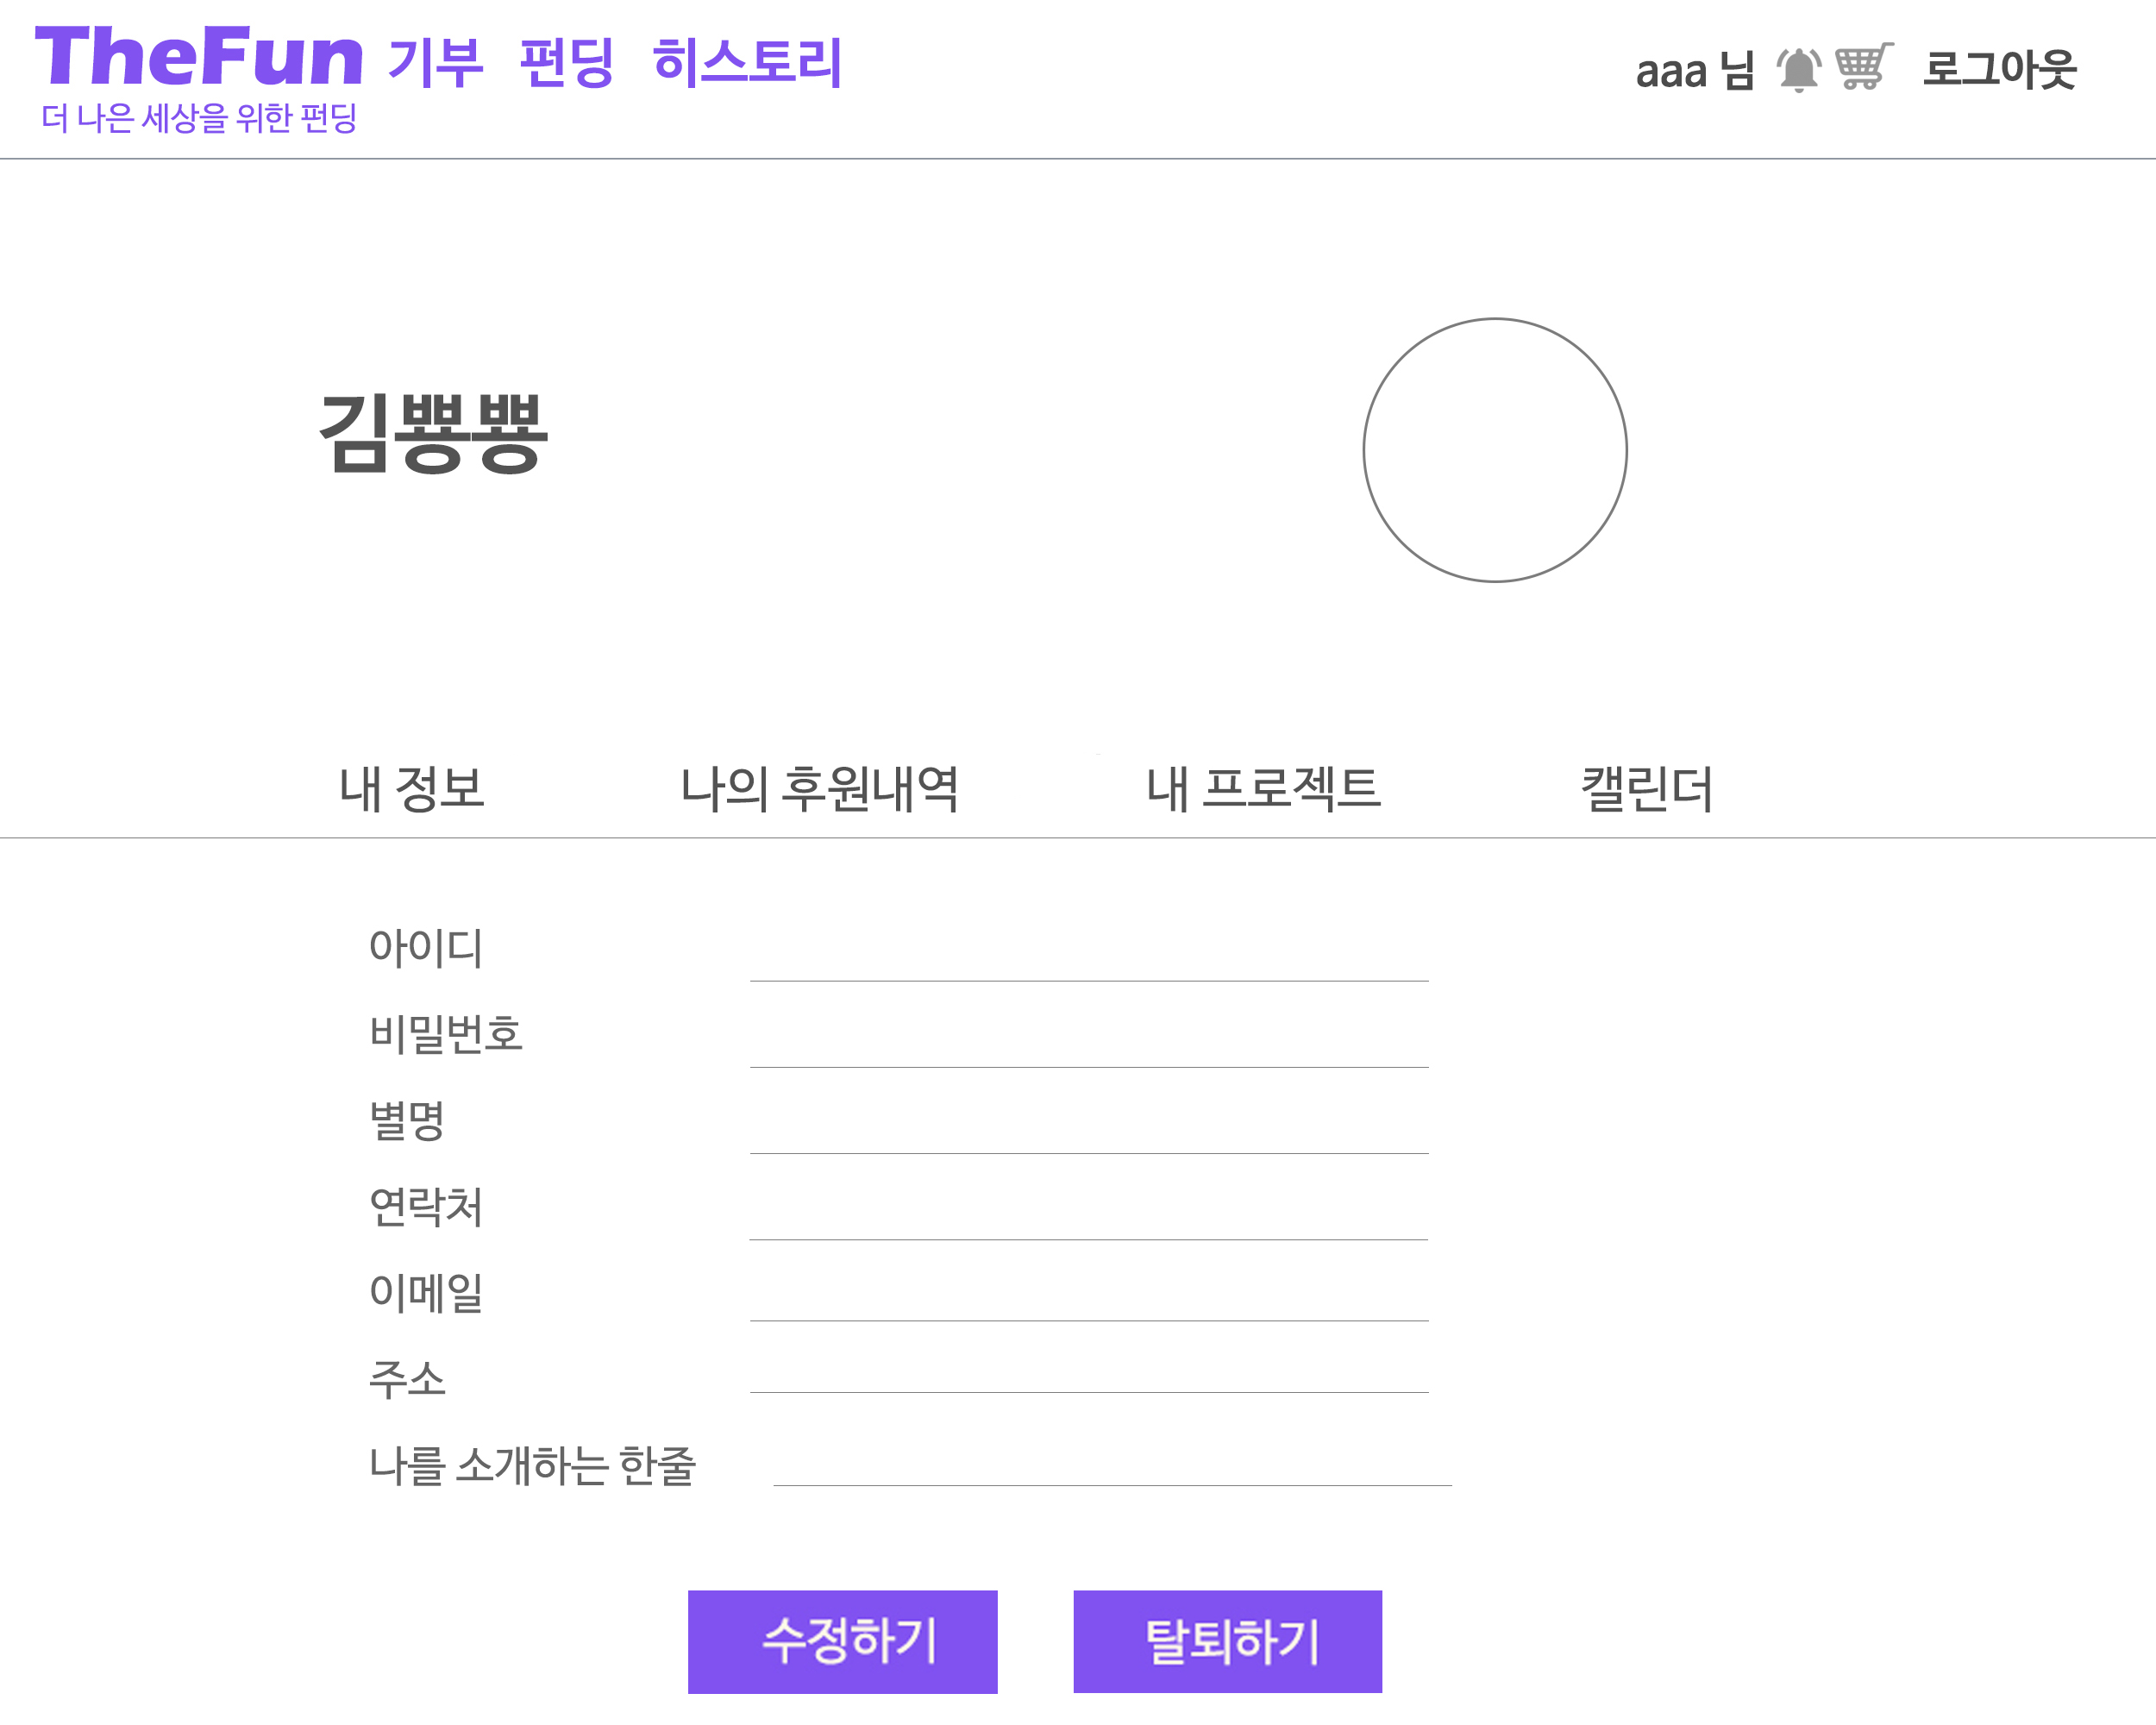 TheFun 기부 펀딩 히스토리 aaa 님 로그아웃
더 나은 세상을 위한 펀딩
김뽕뽕
내 정보 나의 후원내역 내 프로젝트 캘린더
아이디
비밀번호
별명
연락처
이메일
주소
나를 소개하는 한줄
수정하기 탈퇴하기